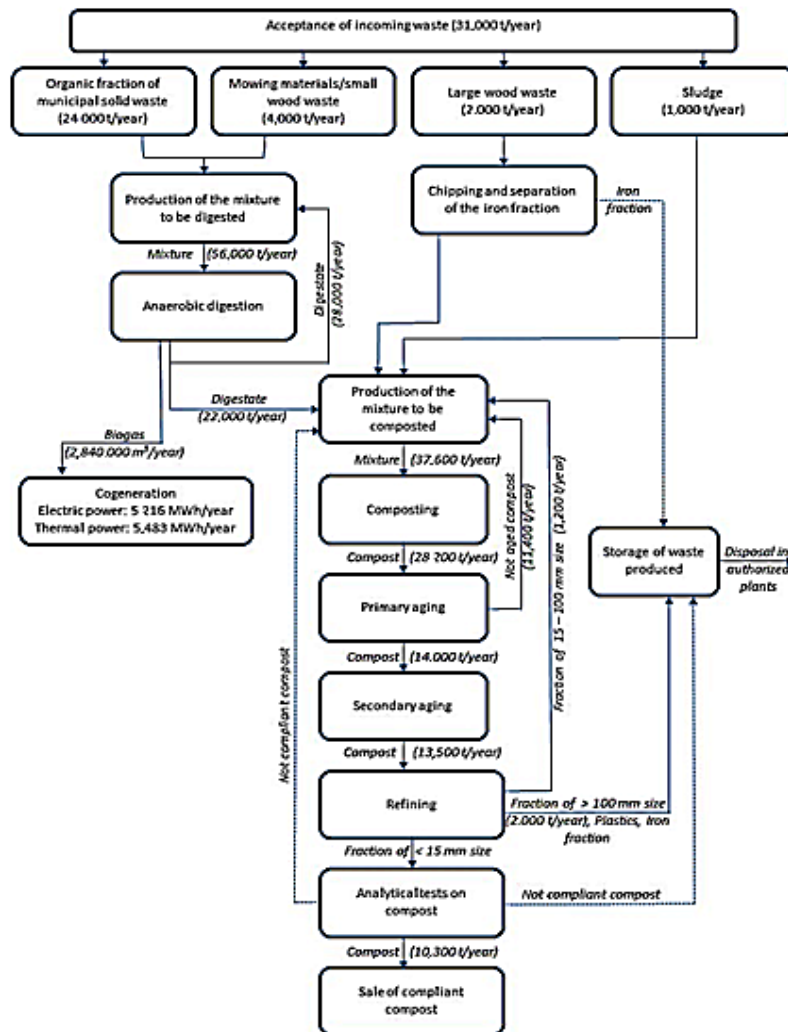 Acceptance of incoming waste (31,000 t/year)
Organic fraction of
municipal solid waste
(24 000 t/year)
Mowing materials/small
wood waste
(4,000 t/year)
Large wood waste
(2.000 t/year)
Sludge
(1,000 t/year)
Production of the mixture
to be digested
Chipping and separation
of the iron fraction
Iron
fraction
Mixture
(56,000 t/year)
Digestate
(28,000 t/year)
Anaerobic digestion
Digestate
(22,000 t/year)
Production of the
mixture to be
composted
Biogas
(2,840 000 m³/year)
Mixture
(37,600 t/year)
Cogeneration
Electric power: 5 216 MWh/year
Thermal power: 5,483 MWh/year
Composting
Not aged compost
(11,400 t/year)
Fraction of 15 – 100 mm size (1,200 t/year)
Compost
(28 200 t/year)
Storage of waste
produced
Disposal in
authorized
plants
Primary aging
Compost
(14.000 t/year)
Not compliant compost
Secondary aging
Compost
(13,500 t/year)
Refining
Fraction of > 100 mm size
(2.000 t/year), Plastics, Iron
fraction
Fraction of < 15 mm size
Analytical tests on
compost
Not compliant compost
Compost
(10,300 t/year)
Sale of compliant
compost